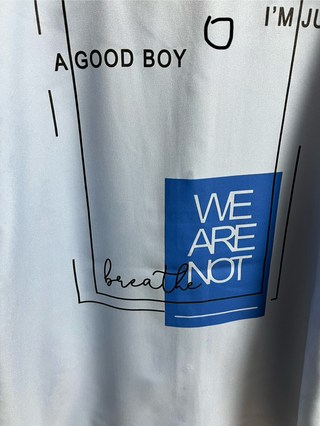 I'M JU
A GOOD BOY
WE
ARE
NOT
breathe